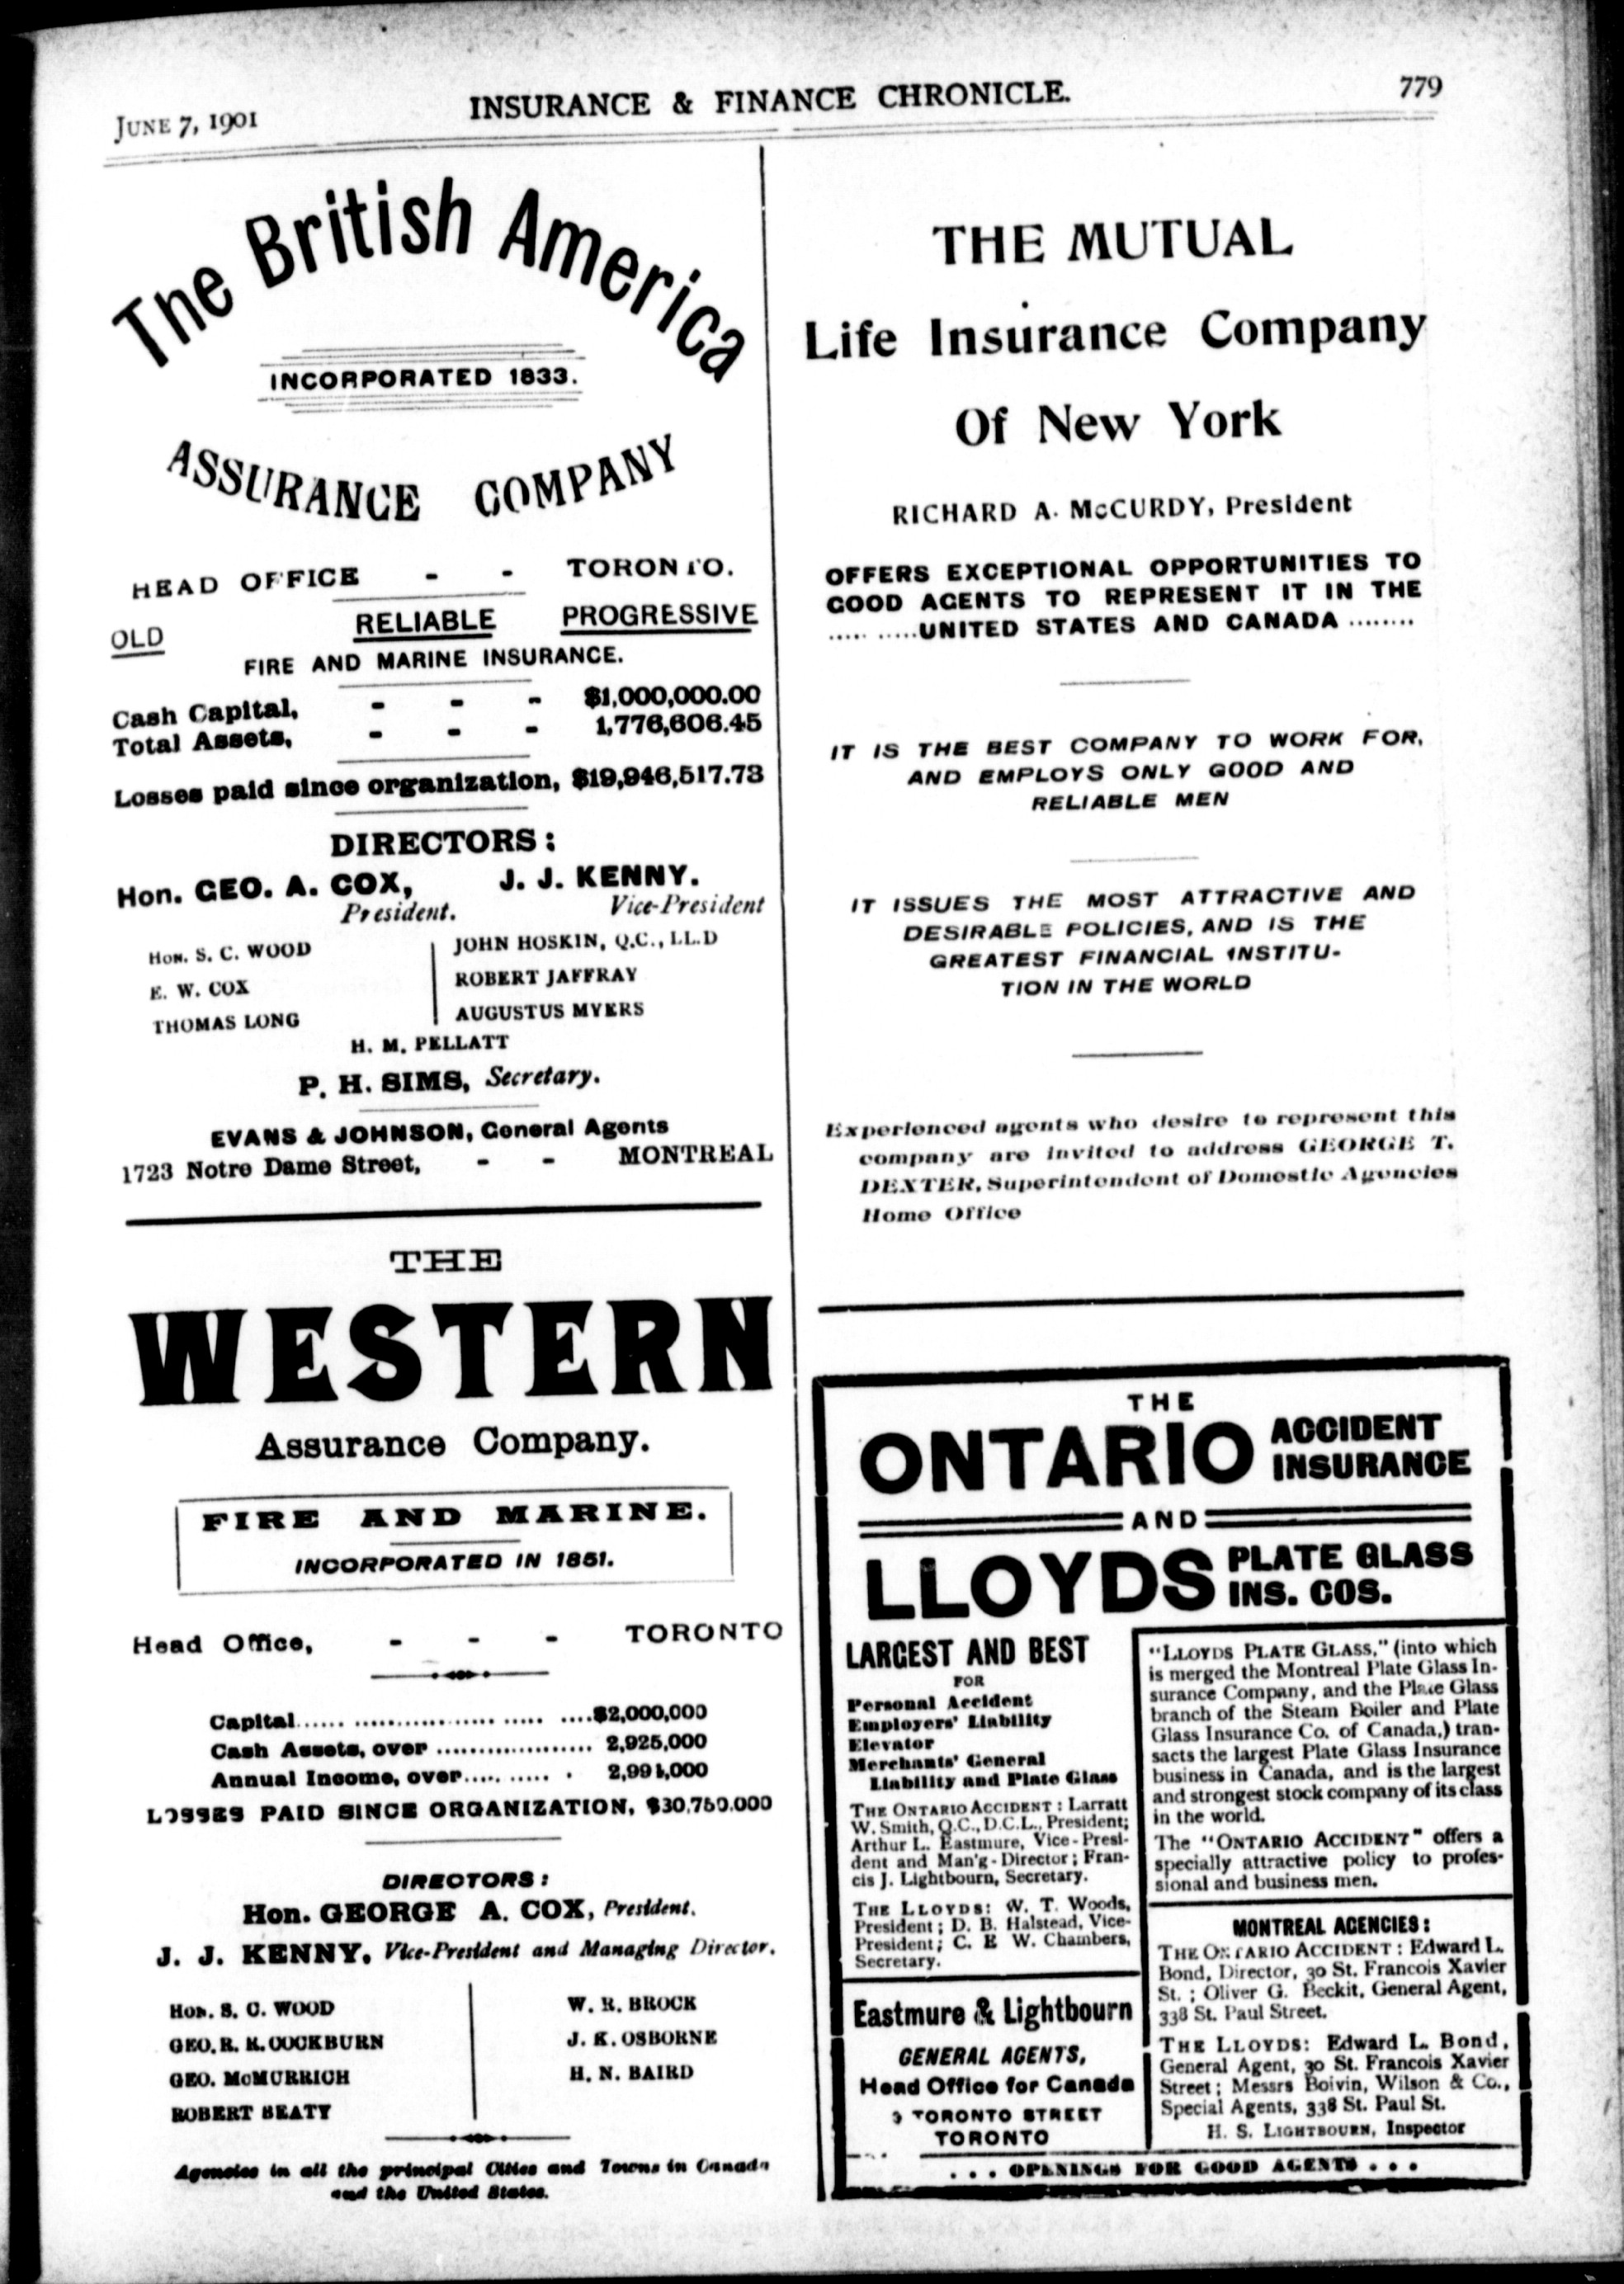 JUNE 7, 1901
INSURANCE & FINANCE CHRONICLE.
779
The British America
INCORPORATED 1833.
ASSURANCE COMPANY
HEAD OFFICE - - TORONTO.
OLD RELIABLE PROGRESSIVE
FIRE AND MARINE INSURANCE.
Cash Capital, - - - $1,000,000.00
Total Assets, - - - 1,776,606.45
Losses paid since organization, $19,946,517.73
DIRECTORS:
Hon. GEO. A. COX, J. J. KENNY.
President. Vice-President
HON. S. C. WOOD JOHN HOSKIN, Q.C., LL.D
E. W. COX ROBERT JAFFRAY
THOMAS LONG AUGUSTUS MYERS
H. M. PELLATT
P. H. SIMS, Secretary.
EVANS & JOHNSON, General Agents
1723 Notre Dame Street, - - MONTREAL
THE
WESTERN
Assurance Company.
FIRE AND MARINE.
INCORPORATED IN 1851.
Head Office, - - - TORONTO
Capital..............................$2,000,000
Cash Assets, over .................... 2,925,000
Annual Income, over........... . 2,994,000
LOSSES PAID SINCE ORGANIZATION, $30,750.000
DIRECTORS:
Hon. GEORGE A. COX, President.
J. J. KENNY, Vice-President and Managing Director.
Hon. S. C. WOOD W. R. BROCK
GEO. R. R. COCKBURN J. K. OSBORNE
GEO. McMURRICH H. N. BAIRD
ROBERT BEATY
Agencies in all the principal Cities and Towns in Canada
and the United States.
THE MUTUAL
Life Insurance Company
Of New York
RICHARD A. McCURDY, President
OFFERS EXCEPTIONAL OPPORTUNITIES TO
GOOD AGENTS TO REPRESENT IT IN THE
..........UNITED STATES AND CANADA ........
IT IS THE BEST COMPANY TO WORK FOR,
AND EMPLOYS ONLY GOOD AND
RELIABLE MEN
IT ISSUES THE MOST ATTRACTIVE AND
DESIRABLE POLICIES, AND IS THE
GREATEST FINANCIAL INSTITU-
TION IN THE WORLD
Experienced agents who desire to represent this
company are invited to address GEORGE T.
DEXTER, Superintendent of Domestic Agencies
Home Office
THE
ONTARIO ACCIDENT
INSURANCE
AND
LLOYDS PLATE GLASS
INS. COS.
LARGEST AND BEST
FOR
Personal Accident
Employers' Liability
Elevator
Merchants' General
Liability and Plate Glass
THE ONTARIO ACCIDENT: Larratt
W. Smith, Q.C., D.C.L., President;
Arthur L. Eastmure, Vice-Presi-
dent and Man'g-Director; Fran-
cis J. Lightbourn, Secretary.
THE LLOYDS: W. T. Woods,
President; D. B. Halstead, Vice-
President; C. E W. Chambers,
Secretary.
Eastmure & Lightbourn
GENERAL AGENTS,
Head Office for Canada
3 TORONTO STREET
TORONTO
"LLOYDS PLATE GLASS," (into which
is merged the Montreal Plate Glass In-
surance Company, and the Plate Glass
branch of the Steam Boiler and Plate
Glass Insurance Co. of Canada,) tran-
sacts the largest Plate Glass Insurance
business in Canada, and is the largest
and strongest stock company of its class
in the world.
The "ONTARIO ACCIDENT" offers a
specially attractive policy to profes-
sional and business men.
MONTREAL AGENCIES:
THE ONTARIO ACCIDENT: Edward L.
Bond, Director, 30 St. Francois Xavier
St.; Oliver G. Beckit, General Agent,
338 St. Paul Street.
THE LLOYDS: Edward L. Bond,
General Agent, 30 St. Francois Xavier
Street; Messrs Boivin, Wilson & Co.,
Special Agents, 338 St. Paul St.
H. S. LIGHTBOURN, Inspector
. . . OPENINGS FOR GOOD AGENTS . . .